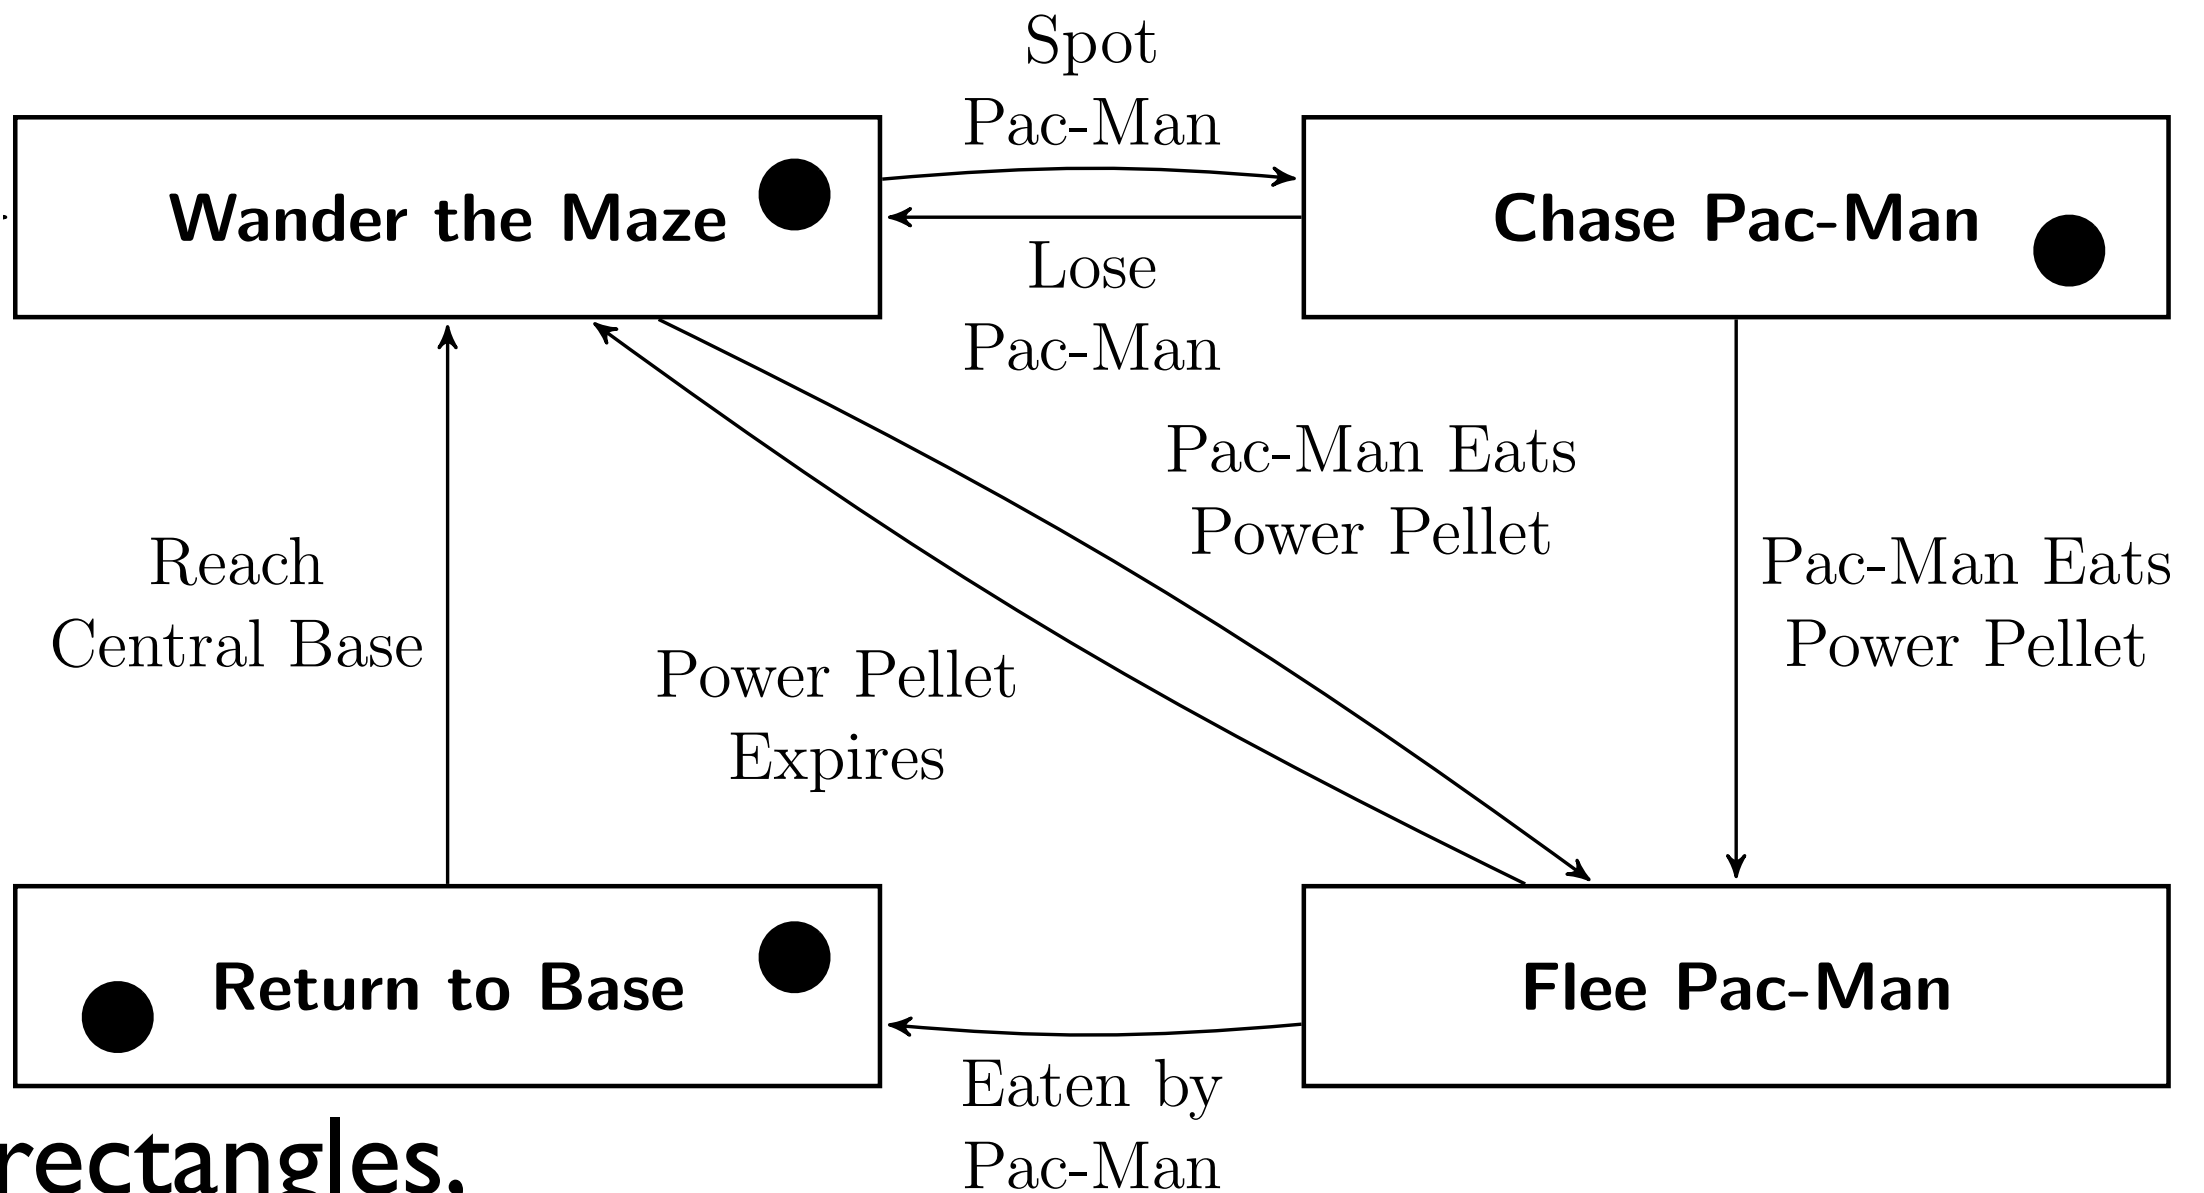 Spot
Pac-Man
Wander the Maze
Chase Pac-Man
Lose
Pac-Man
Pac-Man Eats
Power Pellet
Reach
Central Base
Pac-Man Eats
Power Pellet
Power Pellet
Expires
Return to Base
Flee Pac-Man
Eaten by
Pac-Man
rectangles,